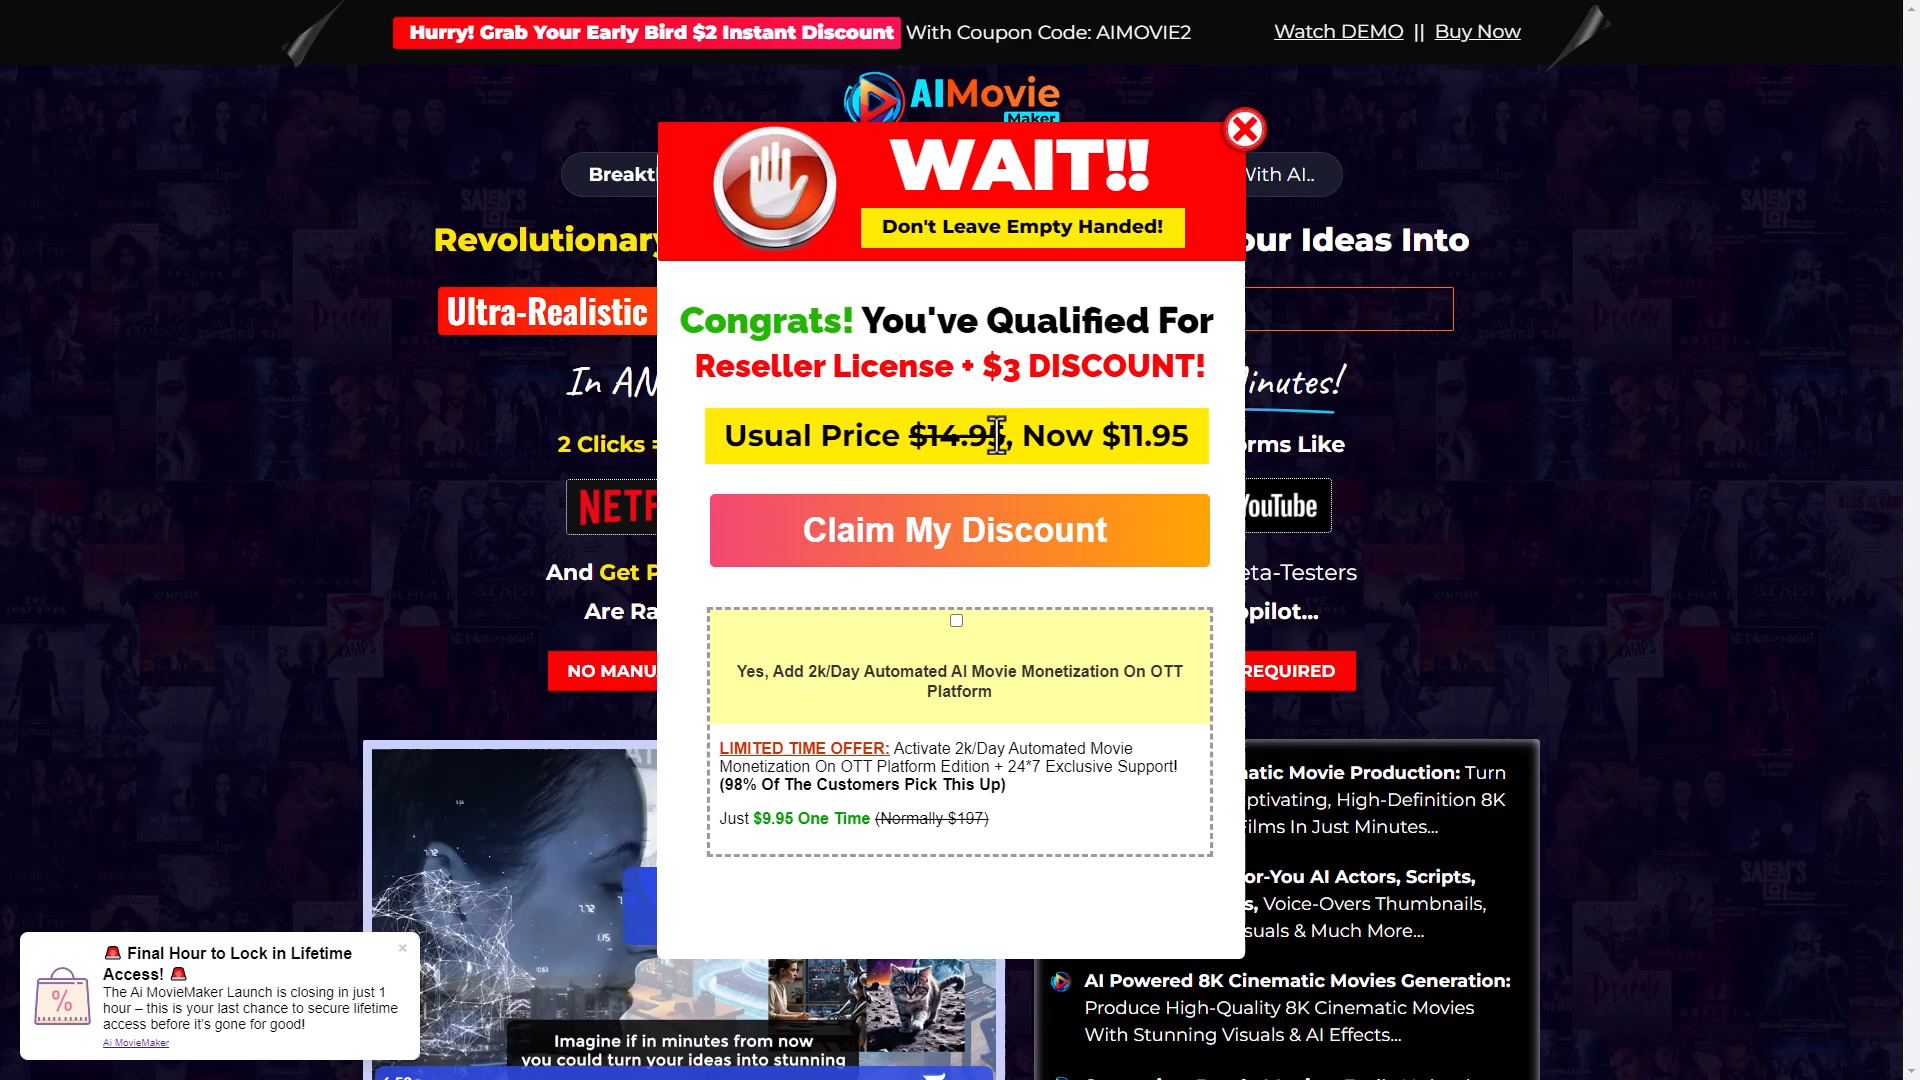 Hurry! Grab Your Early Bird $2 Instant Discount With Coupon Code: AIMOVIE2
Watch DEMO || Buy Now
AIMovie
Maker
WAIT!!
Don't Leave Empty Handed!
With AI..
Revolutionary
our Ideas Into
Ultra-Realistic
Congrats! You've Qualified For
Reseller License + $3 DISCOUNT!
In AN
Minutes!
Usual Price $14.95, Now $11.95
2 Clicks =
rms Like
NETF
YouTube
Claim My Discount
And Get P
eta-Testers
Are Ra
opilot...
NO MANU
REQUIRED
Yes, Add 2k/Day Automated AI Movie Monetization On OTT
Platform
LIMITED TIME OFFER: Activate 2k/Day Automated Movie
Monetization On OTT Platform Edition + 24*7 Exclusive Support!
(98% Of The Customers Pick This Up)
Just $9.95 One Time (Normally $197)
matic Movie Production: Turn
ptivating, High-Definition 8K
Films In Just Minutes...
or-You AI Actors, Scripts,
s, Voice-Overs Thumbnails,
suals & Much More...
AI Powered 8K Cinematic Movies Generation:
Produce High-Quality 8K Cinematic Movies
With Stunning Visuals & AI Effects...
🚨 Final Hour to Lock in Lifetime
Access! 🚨
The Ai MovieMaker Launch is closing in just 1
hour – this is your last chance to secure lifetime
access before it's gone for good!
Ai MovieMaker
Imagine if in minutes from now
you could turn your ideas into stunning